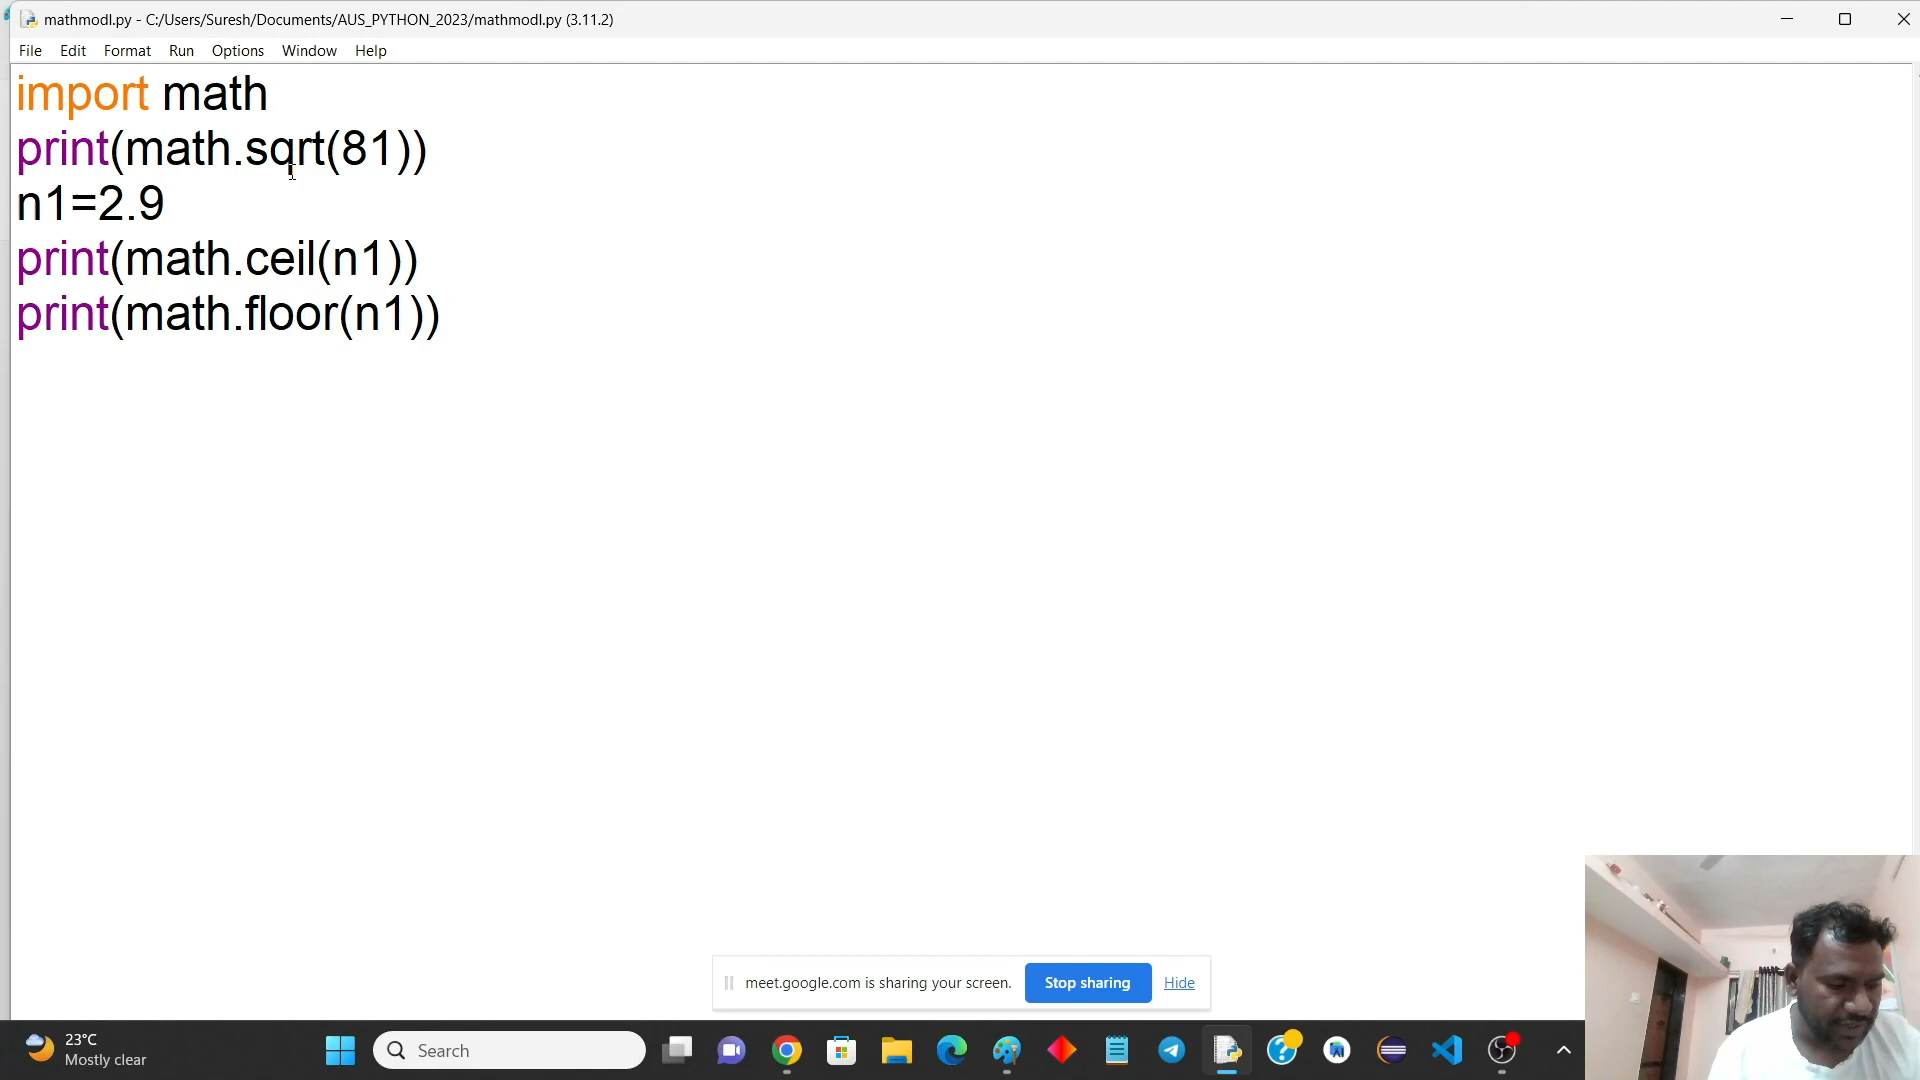 mathmodl.py - C:/Users/Suresh/Documents/AUS_PYTHON_2023/mathmodl.py (3.11.2)
File Edit Format Run Options Window Help
import math
print(math.sqrt(81))
n1=2.9
print(math.ceil(n1))
print(math.floor(n1))
meet.google.com is sharing your screen. Stop sharing Hide
23°C
Mostly clear
Search